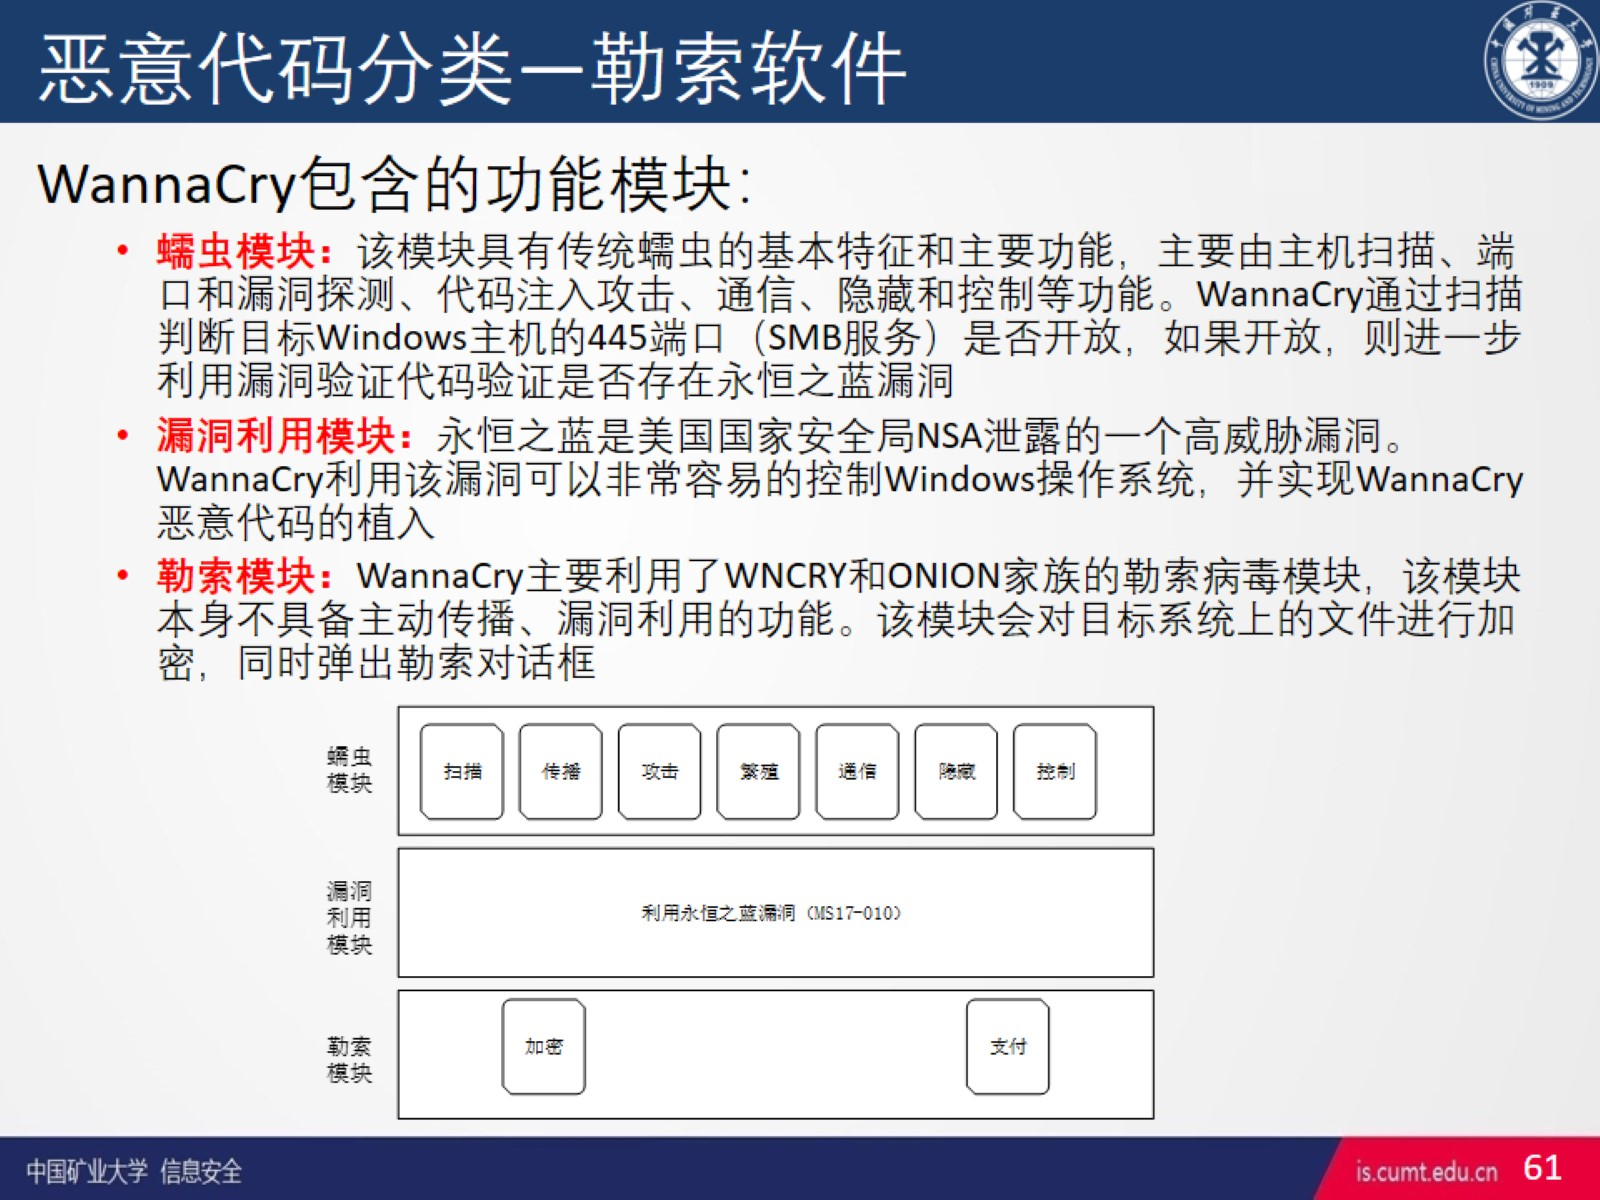 恶意代码分类—勒索软件
1909
CHINA UNIVERSITY OF MINING AND TECHNOLOGY
WannaCry包含的功能模块：
• 蠕虫模块：该模块具有传统蠕虫的基本特征和主要功能，主要由主机扫描、端
口和漏洞探测、代码注入攻击、通信、隐藏和控制等功能。WannaCry通过扫描
判断目标Windows主机的445端口（SMB服务）是否开放，如果开放，则进一步
利用漏洞验证代码验证是否存在永恒之蓝漏洞
• 漏洞利用模块：永恒之蓝是美国国家安全局NSA泄露的一个高威胁漏洞。
WannaCry利用该漏洞可以非常容易的控制Windows操作系统，并实现WannaCry
恶意代码的植入
• 勒索模块：WannaCry主要利用了WNCRY和ONION家族的勒索病毒模块，该模块
本身不具备主动传播、漏洞利用的功能。该模块会对目标系统上的文件进行加
密，同时弹出勒索对话框
蠕虫
模块
扫描 传播 攻击 繁殖 通信 隐藏 控制
漏洞
利用
模块
利用永恒之蓝漏洞（MS17-010）
勒索
模块
加密 支付
中国矿业大学 信息安全
is.cumt.edu.cn 61